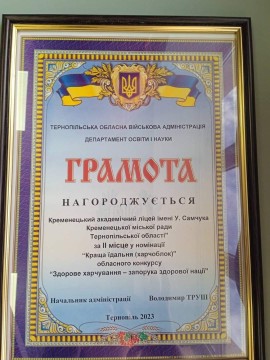 ТЕРНОПІЛЬСЬКА ОБЛАСНА ВІЙСЬКОВА АДМІНІСТРАЦІЯ
ДЕПАРТАМЕНТ ОСВІТИ І НАУКИ
ГРАМОТА
НАГОРОДЖУЄТЬСЯ
Кременецький академічний ліцей імені У. Самчука
Кременецької міської ради
Тернопільської області"
за ІІ місце у номінації
"Краща їдальня (харчоблок)"
обласного конкурсу
"Здорове харчування – запорука здорової нації"
Начальник адміністрації Володимир ТРУШ
Тернопіль 2023